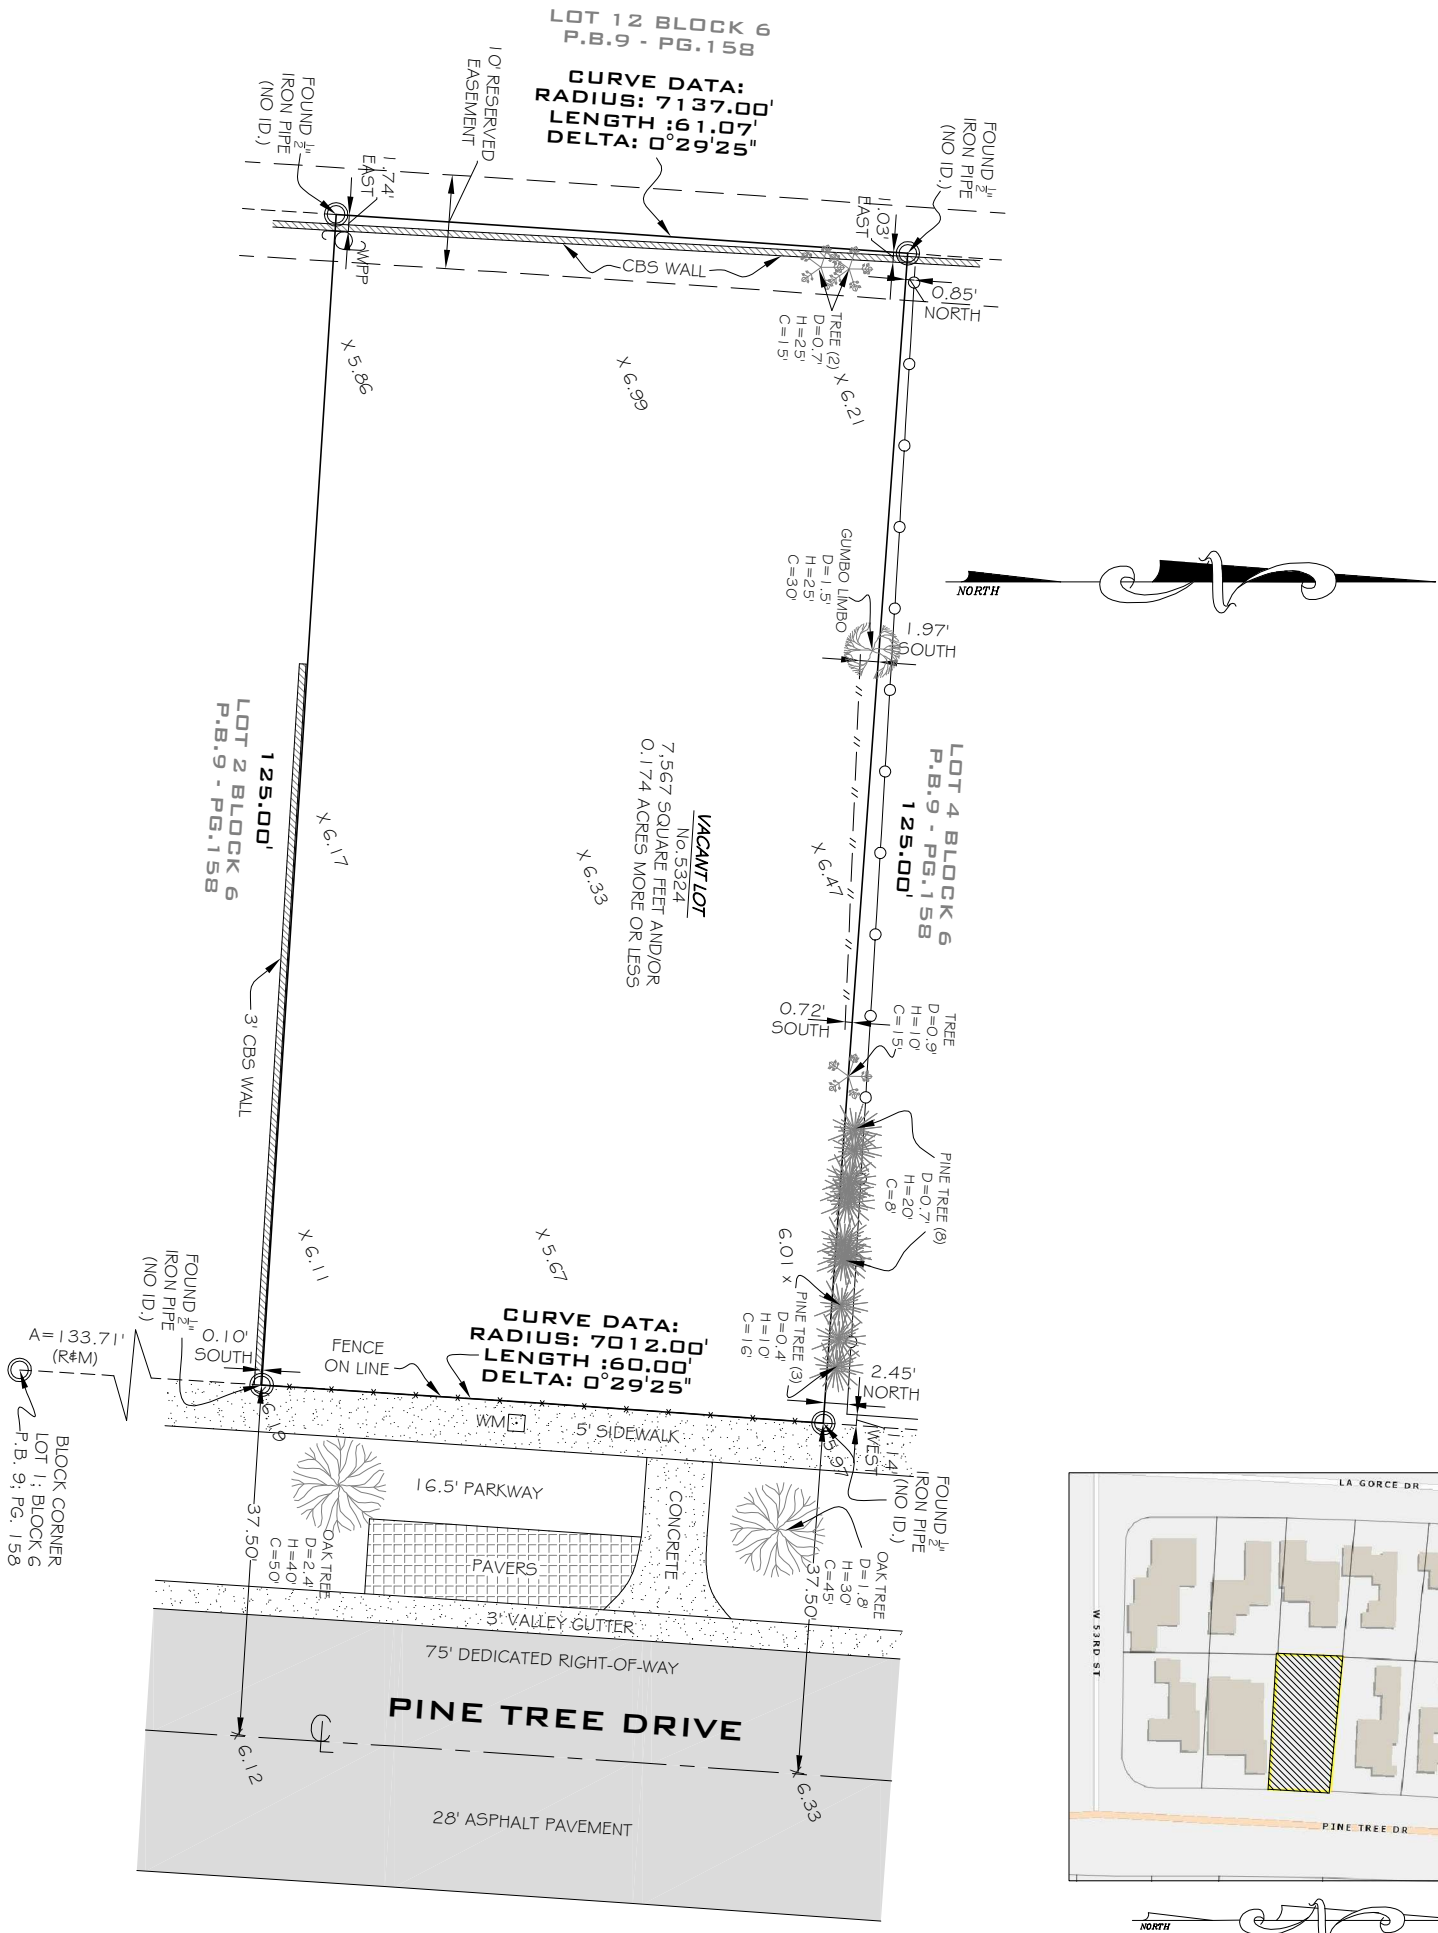 LOT 12 BLOCK 6
P.B.9 - PG.158
CURVE DATA:
RADIUS: 7137.00'
LENGTH :61.07'
DELTA: 0°29'25"
10' RESERVED
EASEMENT
FOUND ½"
IRON PIPE
(NO ID.)
FOUND ½"
IRON PIPE
(NO ID.)
1.74'
EAST
1.03'
EAST
WPP
CBS WALL
0.85'
NORTH
TREE (2)
D=0.7'
H=25'
C=15'
X 5.86
X 6.99
X 6.21
GUMBO LIMBO
D=1.5'
H=25'
C=30'
NORTH
1.97'
SOUTH
LOT 2 BLOCK 6
P.B.9 - PG.158
125.00'
LOT 4 BLOCK 6
P.B.9 - PG.158
125.00'
VACANT LOT
No.5324
7,567 SQUARE FEET AND/OR
0.174 ACRES MORE OR LESS
X 6.17
X 6.33
X 6.47
3' CBS WALL
0.72'
SOUTH
TREE
D=0.9'
H=10'
C=15'
PINE TREE (8)
D=0.7'
H=20'
C=8'
X 6.11
X 5.67
6.01 x
PINE TREE (3)
D=0.4'
H=10'
C=16'
FOUND ½"
IRON PIPE
(NO ID.)
A=133.71'
(R&M)
0.10'
SOUTH
FENCE
ON LINE
CURVE DATA:
RADIUS: 7012.00'
LENGTH :60.00'
DELTA: 0°29'25"
2.45'
NORTH
1.14'
WEST
FOUND ½"
IRON PIPE
(NO ID.)
6.19
WM
5' SIDEWALK
5.97
BLOCK CORNER
LOT 1; BLOCK 6
P.B. 9; PG. 158
16.5' PARKWAY
CONCRETE
PAVERS
37.50'
OAK TREE
D=2.4'
H=40'
C=50'
37.50'
OAK TREE
D=1.8'
H=30'
C=45'
3' VALLEY GUTTER
75' DEDICATED RIGHT-OF-WAY
PINE TREE DRIVE
CL
6.12
6.33
28' ASPHALT PAVEMENT
LA GORCE DR
W 53RD ST
PINE TREE DR
NORTH